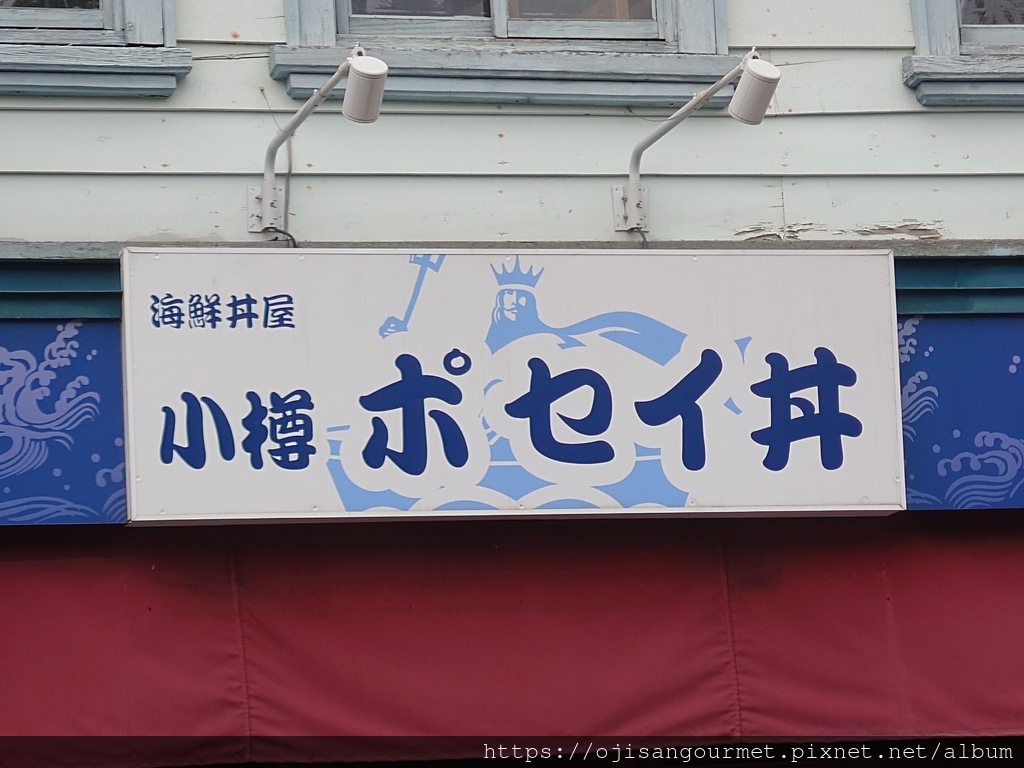 海鮮丼屋
小樽 ポセイ丼
https://ojisangourmet.pixnet.net/album